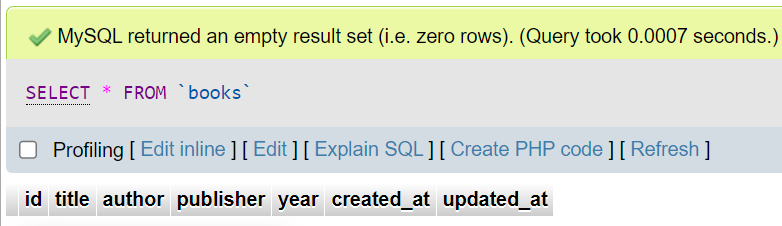 MySQL returned an empty result set (i.e. zero rows). (Query took 0.0007 seconds.)
SELECT * FROM `books`
Profiling [ Edit inline ] [ Edit ] [ Explain SQL ] [ Create PHP code ] [ Refresh ]
id title author publisher year created_at updated_at